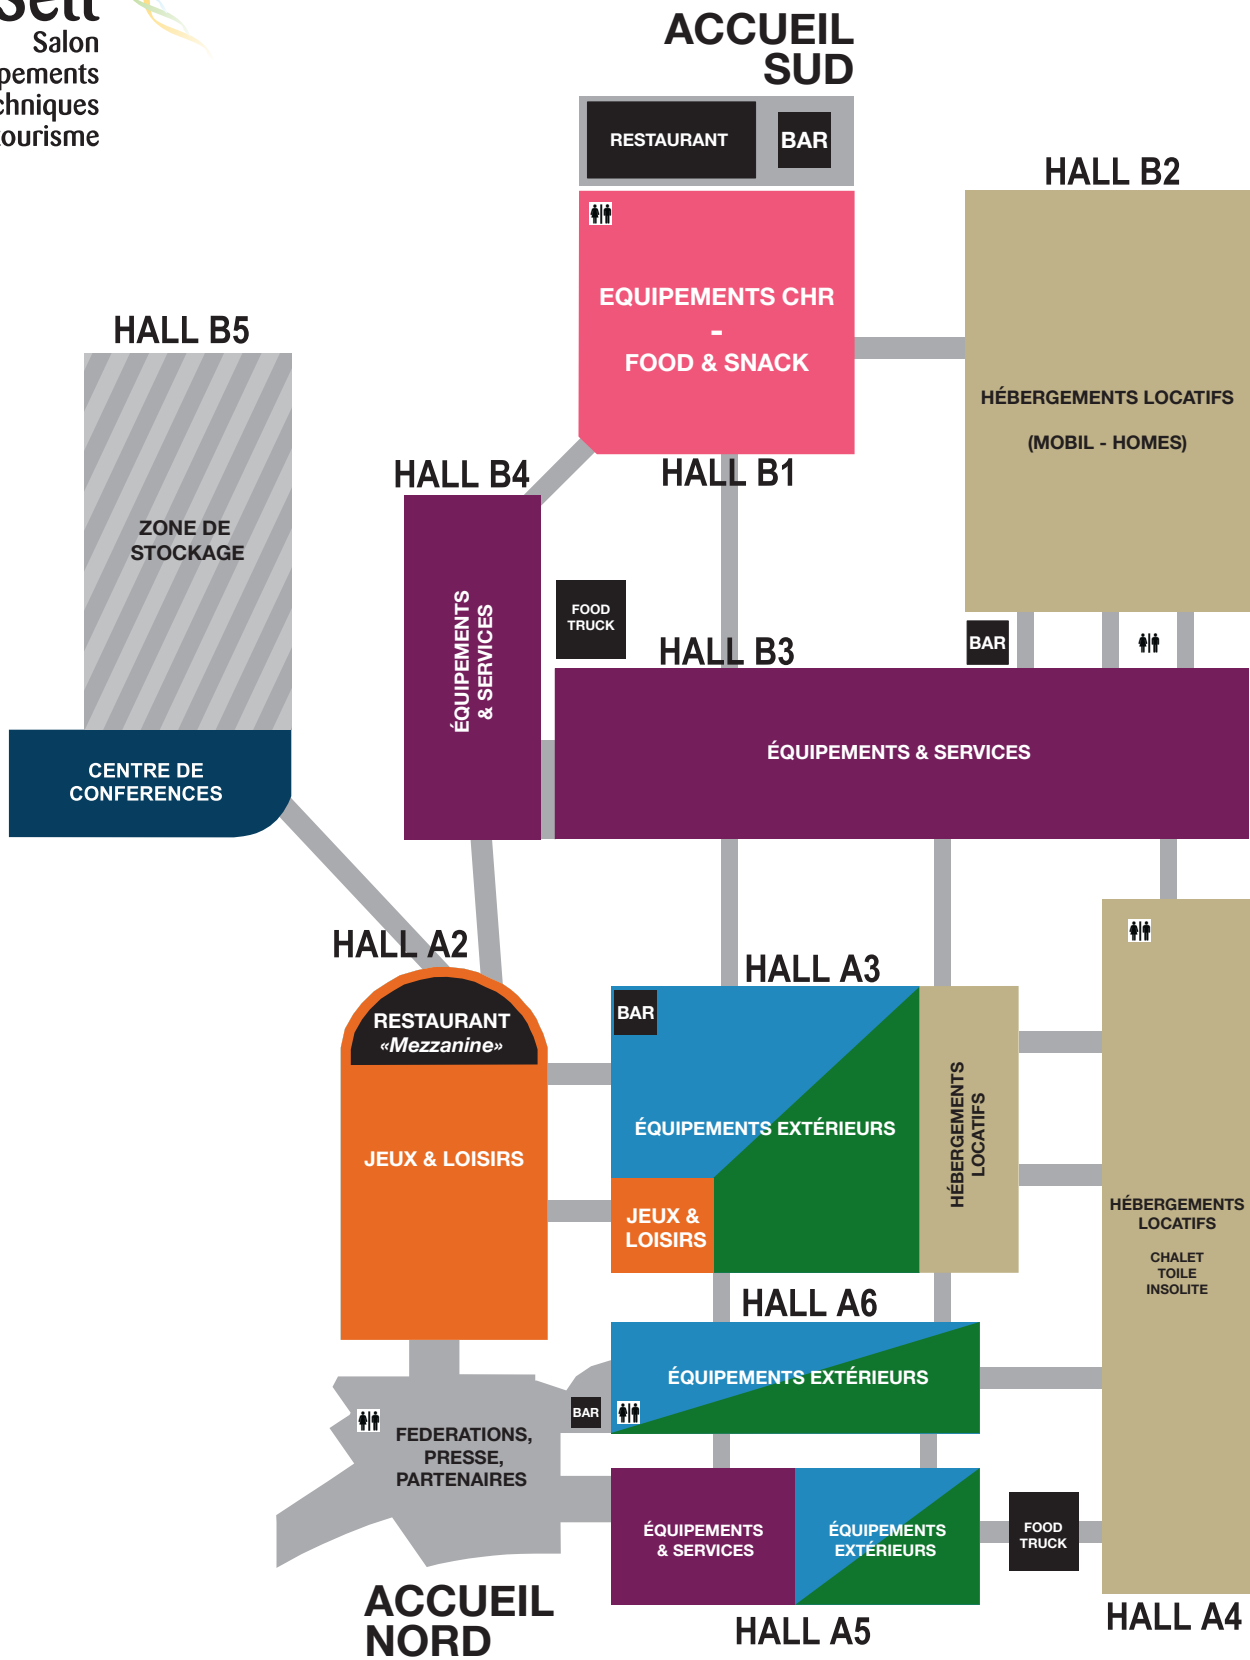 Salon
ACCUEIL
SUD
RESTAURANT
BAR
HALL B2
EQUIPEMENTS CHR
-
FOOD & SNACK
HÉBERGEMENTS LOCATIFS
(MOBIL - HOMES)
HALL B5
ZONE DE
STOCKAGE
HALL B4
HALL B1
ÉQUIPEMENTS
& SERVICES
FOOD
TRUCK
HALL B3
BAR
ÉQUIPEMENTS & SERVICES
CENTRE DE
CONFERENCES
HALL A2
RESTAURANT
«Mezzanine»
JEUX & LOISIRS
HALL A3
BAR
ÉQUIPEMENTS EXTÉRIEURS
JEUX &
LOISIRS
HÉBERGEMENTS
LOCATIFS
HÉBERGEMENTS
LOCATIFS
CHALET
TOILE
INSOLITE
HALL A6
ÉQUIPEMENTS EXTÉRIEURS
BAR
FEDERATIONS,
PRESSE,
PARTENAIRES
ÉQUIPEMENTS
& SERVICES
ÉQUIPEMENTS
EXTÉRIEURS
FOOD
TRUCK
ACCUEIL
NORD
HALL A5
HALL A4